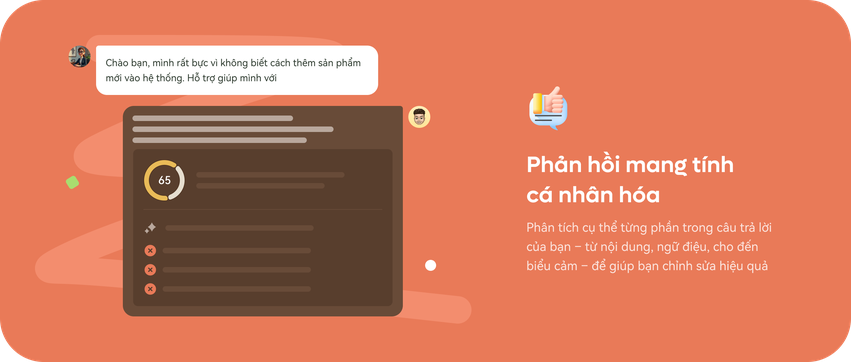 Chào bạn, mình rất bực vì không biết cách thêm sản phẩm
mới vào hệ thống. Hỗ trợ giúp mình với
65
Phản hồi mang tính
cá nhân hóa
Phân tích cụ thể từng phần trong câu trả lời
của bạn – từ nội dung, ngữ điệu, cho đến
biểu cảm – để giúp bạn chỉnh sửa hiệu quả